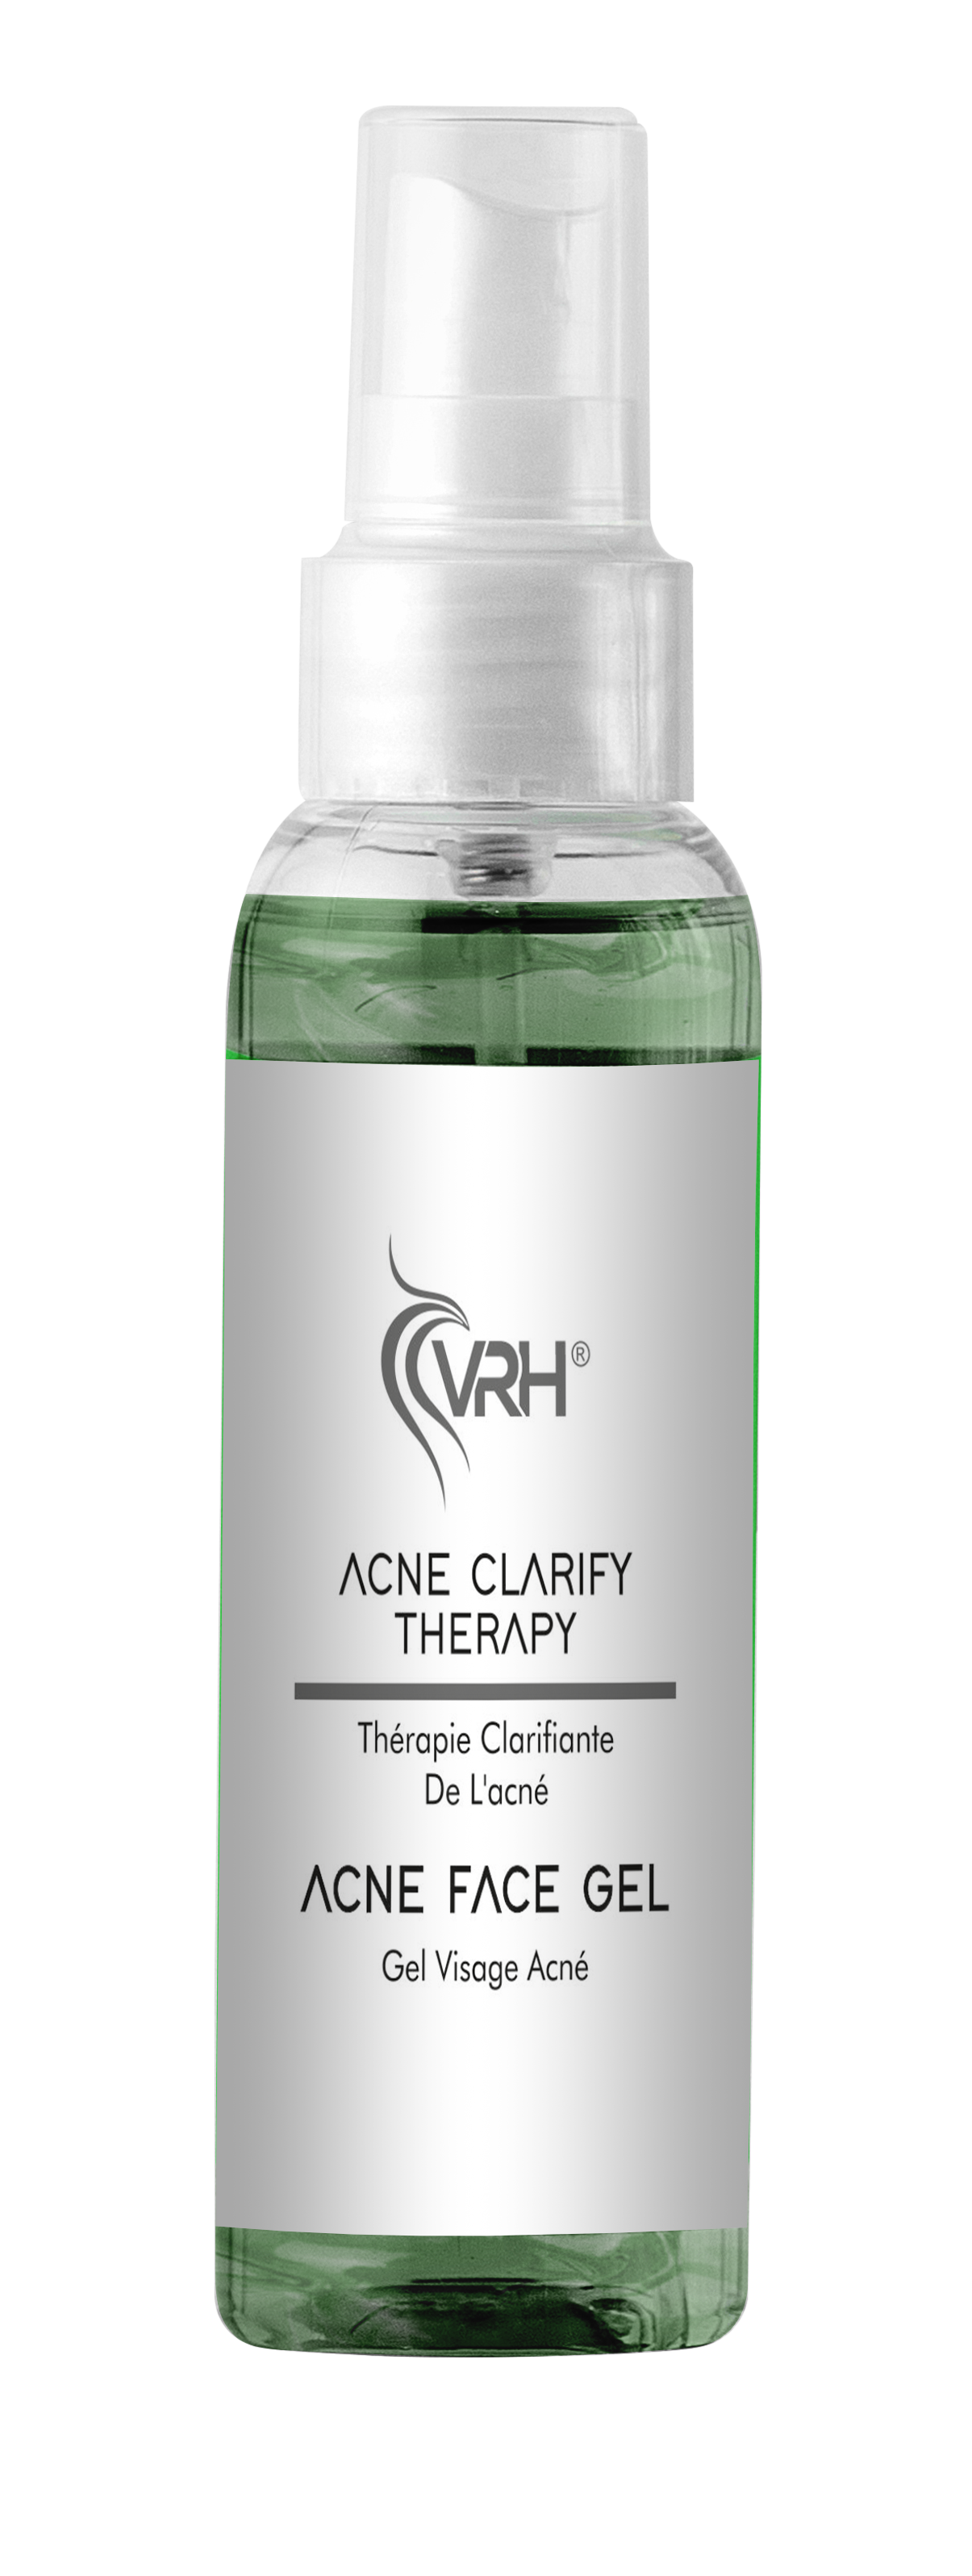 VRH®
ACNE CLARIFY
THERAPY
Thérapie Clarifiante
De L'acné
ACNE FACE GEL
Gel Visage Acné